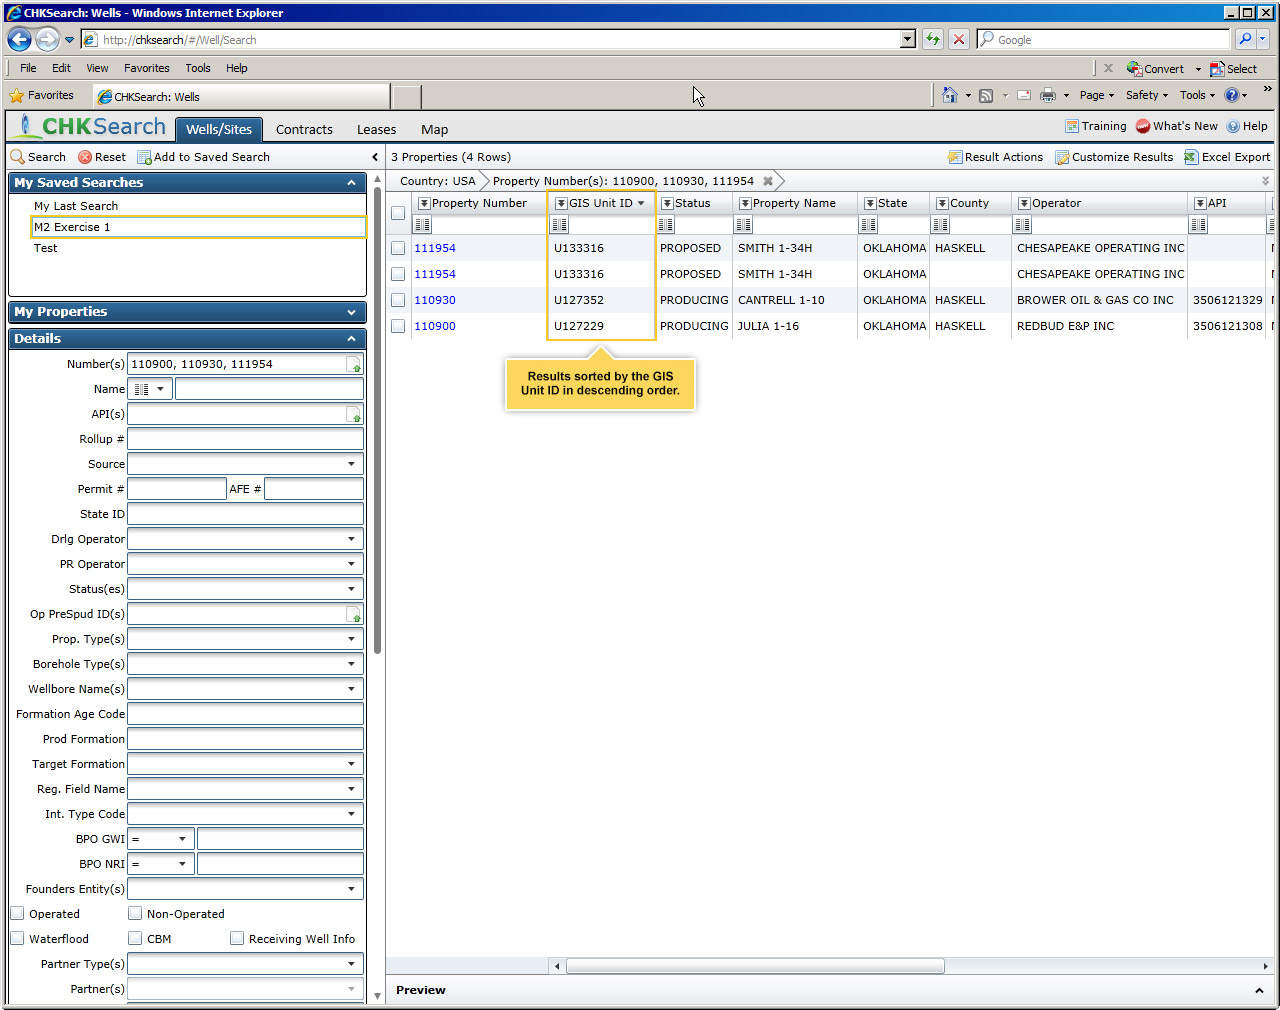 CHKSearch: Wells - Windows Internet Explorer
http://chksearch/#/Well/Search
Google
File Edit View Favorites Tools Help
Convert Select
Favorites CHKSearch: Wells
Page Safety Tools
CHKSearch Wells/Sites Contracts Leases Map Training What's New Help
Search Reset Add to Saved Search
3 Properties (4 Rows) Result Actions Customize Results Excel Export
My Saved Searches
Country: USA Property Number(s): 110900, 110930, 111954
My Last Search
M2 Exercise 1
Test
Property Number GIS Unit ID Status Property Name State County Operator API
111954 U133316 PROPOSED SMITH 1-34H OKLAHOMA HASKELL CHESAPEAKE OPERATING INC
111954 U133316 PROPOSED SMITH 1-34H OKLAHOMA CHESAPEAKE OPERATING INC
110930 U127352 PRODUCING CANTRELL 1-10 OKLAHOMA HASKELL BROWER OIL & GAS CO INC 3506121329
110900 U127229 PRODUCING JULIA 1-16 OKLAHOMA HASKELL REDBUD E&P INC 3506121308
Results sorted by the GIS
Unit ID in descending order.
My Properties
Details
Number(s) 110900, 110930, 111954
Name
API(s)
Rollup #
Source
Permit # AFE #
State ID
Drlg Operator
PR Operator
Status(es)
Op PreSpud ID(s)
Prop. Type(s)
Borehole Type(s)
Wellbore Name(s)
Formation Age Code
Prod Formation
Target Formation
Reg. Field Name
Int. Type Code
BPO GWI =
BPO NRI =
Founders Entity(s)
Operated Non-Operated
Waterflood CBM Receiving Well Info
Partner Type(s)
Partner(s)
Preview